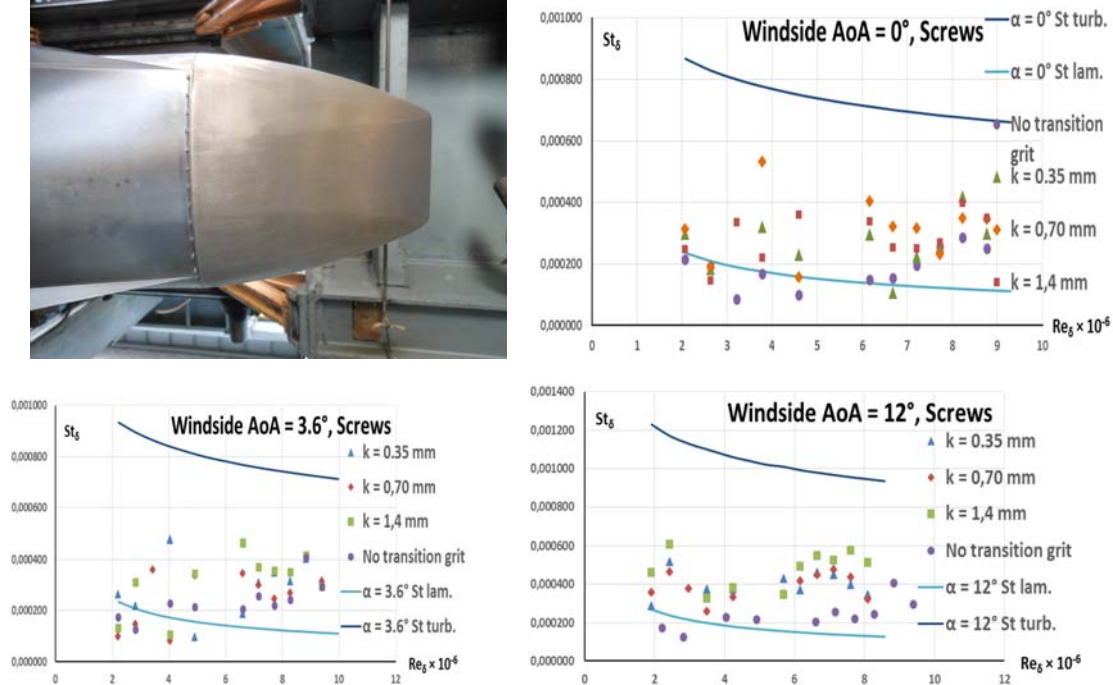 Windside AoA = 0°, Screws
St_δ
0,001000
0,000800
0,000600
0,000400
0,000200
0,000000
0 1 2 3 4 5 6 7 8 9 10
Re_δ × 10⁻⁶
α = 0° St turb.
α = 0° St lam.
No transition
grit
k = 0.35 mm
k = 0,70 mm
k = 1,4 mm
Windside AoA = 3.6°, Screws
St_δ
0,001000
0,000800
0,000600
0,000400
0,000200
0,000000
0 2 4 6 8 10 12
Re_δ × 10⁻⁶
k = 0.35 mm
k = 0,70 mm
k = 1,4 mm
No transition grit
α = 3.6° St lam.
α = 3.6° St turb.
Windside AoA = 12°, Screws
St_δ
0,001400
0,001200
0,001000
0,000800
0,000600
0,000400
0,000200
0,000000
0 2 4 6 8 10 12
Re_δ × 10⁻⁶
k = 0.35 mm
k = 0,70 mm
k = 1,4 mm
No transition grit
α = 12° St lam.
α = 12° St turb.